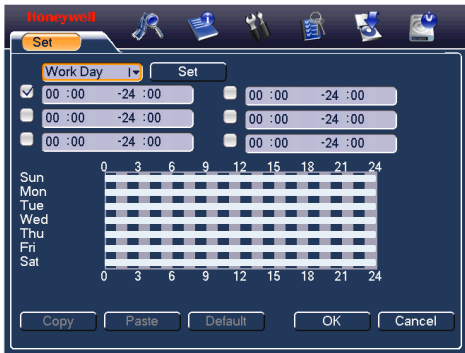 Honeywell
Set
Work Day Set
00 :00 -24 :00 00 :00 -24 :00
00 :00 -24 :00 00 :00 -24 :00
00 :00 -24 :00 00 :00 -24 :00
0 3 6 9 12 15 18 21 24
Sun
Mon
Tue
Wed
Thu
Fri
Sat
0 3 6 9 12 15 18 21 24
Copy Paste Default OK Cancel